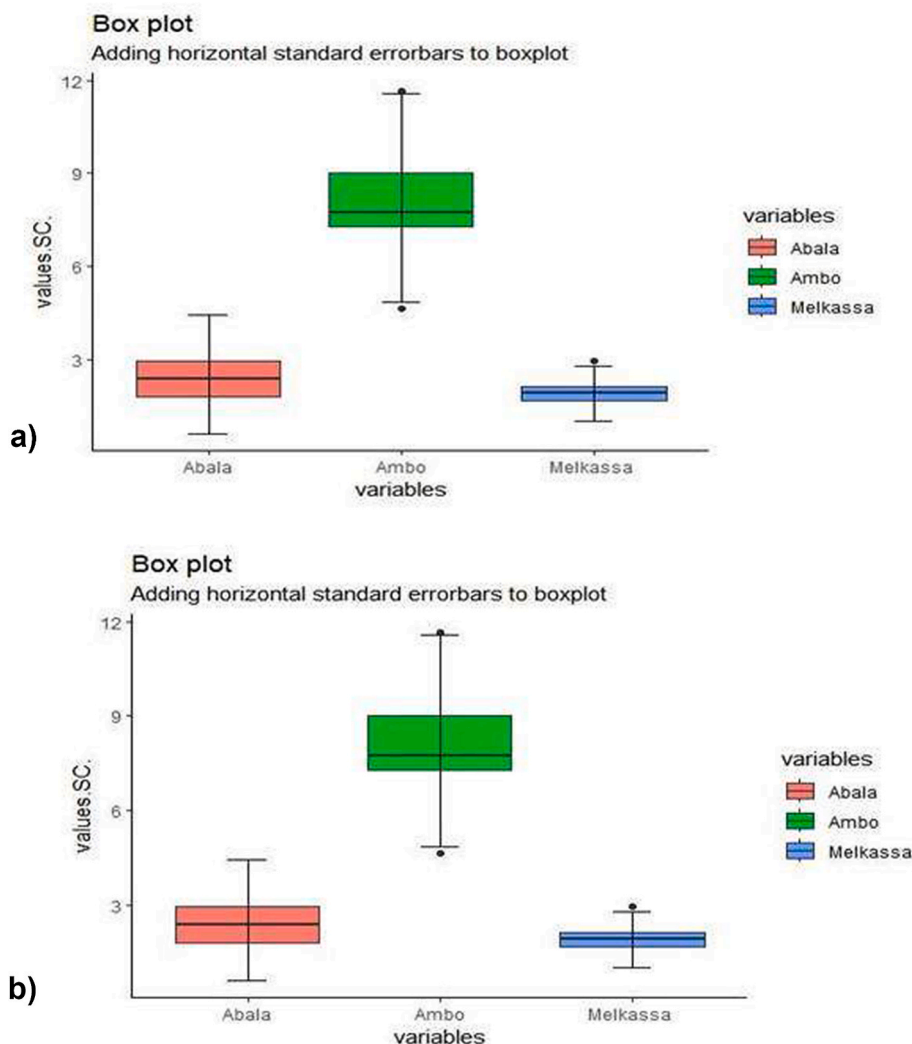 Box plot
Adding horizontal standard errorbars to boxplot
12
9
6
3
values.SC.
a)
Abala
Ambo
Melkassa
variables
variables
Abala
Ambo
Melkassa
Box plot
Adding horizontal standard errorbars to boxplot
12
9
6
3
values.SC.
b)
Abala
Ambo
Melkassa
variables
variables
Abala
Ambo
Melkassa